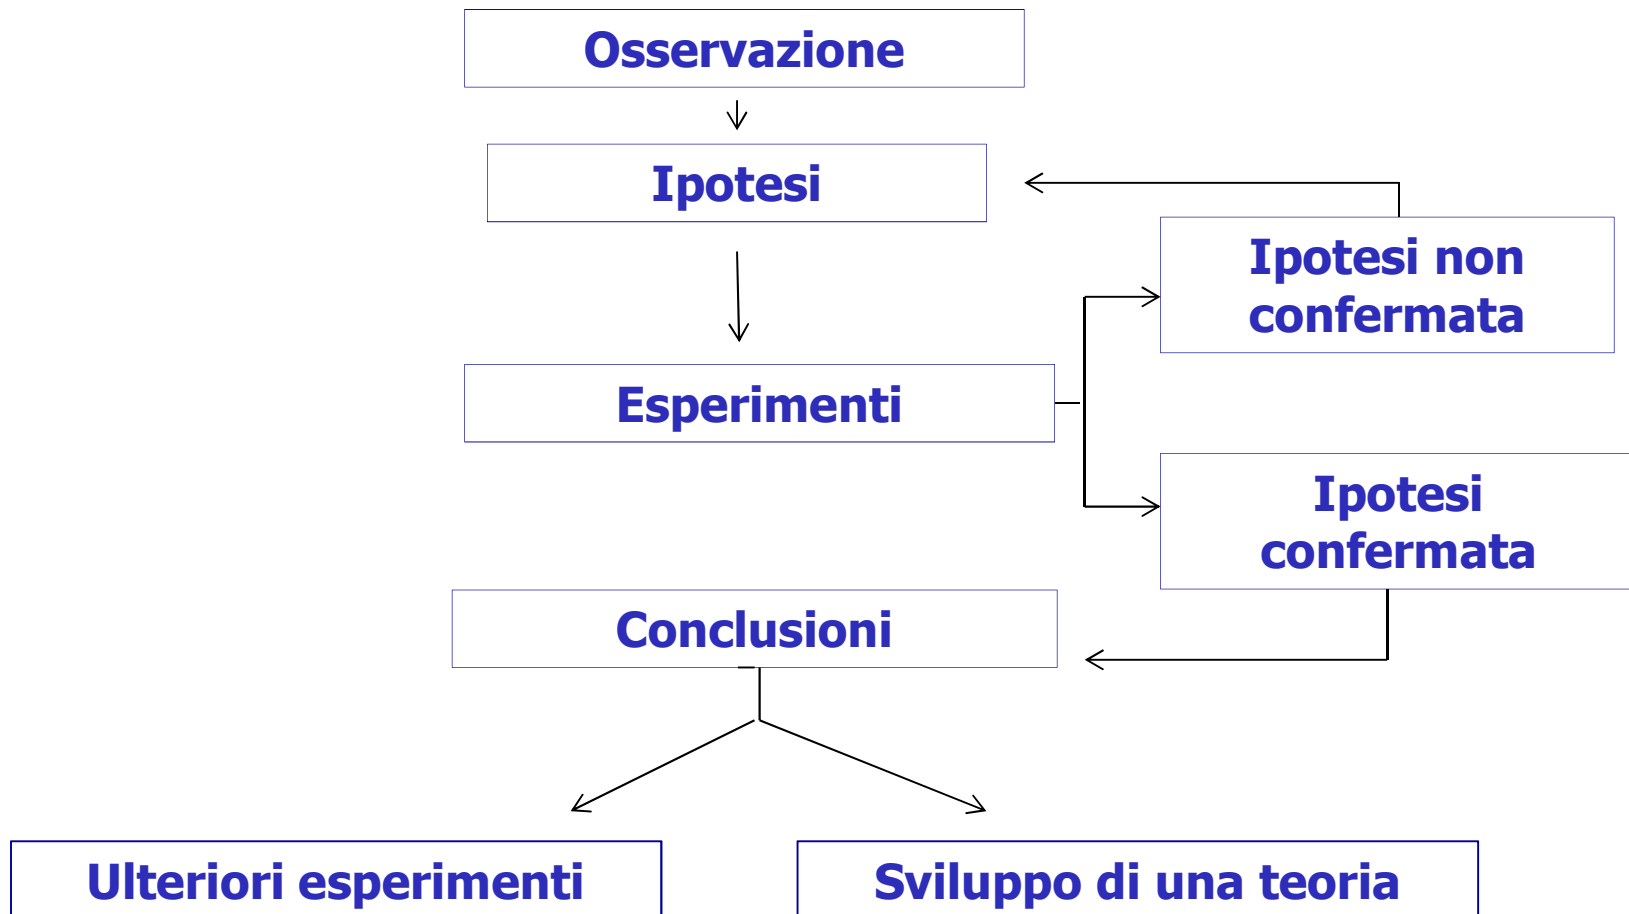 Osservazione
Ipotesi
Ipotesi non
confermata
Esperimenti
Ipotesi
confermata
Conclusioni
Ulteriori esperimenti
Sviluppo di una teoria